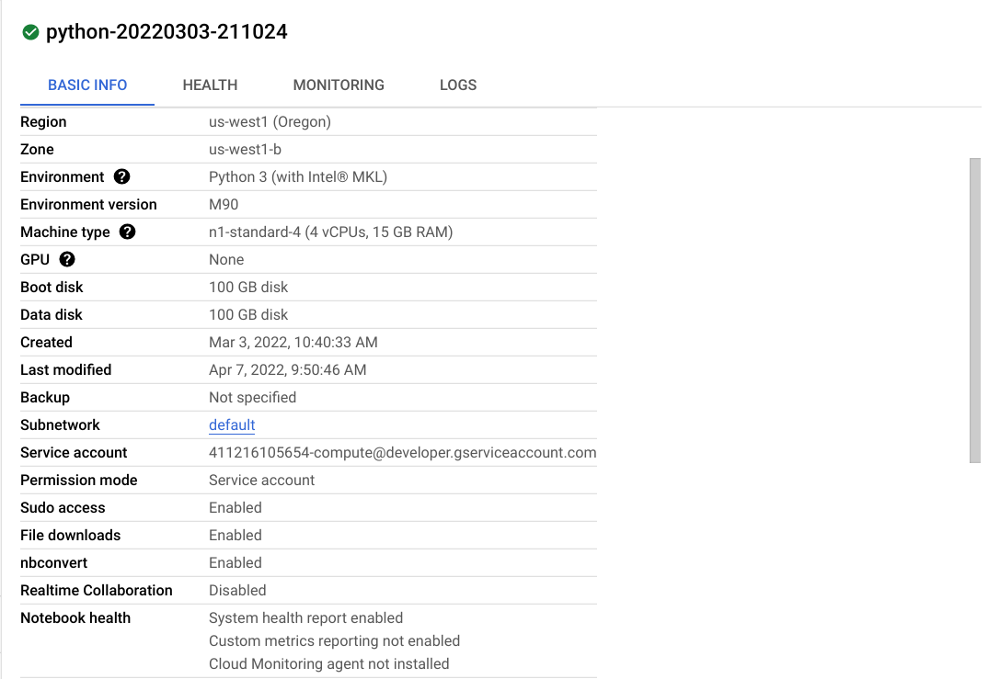 python-20220303-211024
BASIC INFO HEALTH MONITORING LOGS
Region us-west1 (Oregon)
Zone us-west1-b
Environment ? Python 3 (with Intel® MKL)
Environment version M90
Machine type ? n1-standard-4 (4 vCPUs, 15 GB RAM)
GPU ? None
Boot disk 100 GB disk
Data disk 100 GB disk
Created Mar 3, 2022, 10:40:33 AM
Last modified Apr 7, 2022, 9:50:46 AM
Backup Not specified
Subnetwork default
Service account 411216105654-compute@developer.gserviceaccount.com
Permission mode Service account
Sudo access Enabled
File downloads Enabled
nbconvert Enabled
Realtime Collaboration Disabled
Notebook health System health report enabled
Custom metrics reporting not enabled
Cloud Monitoring agent not installed